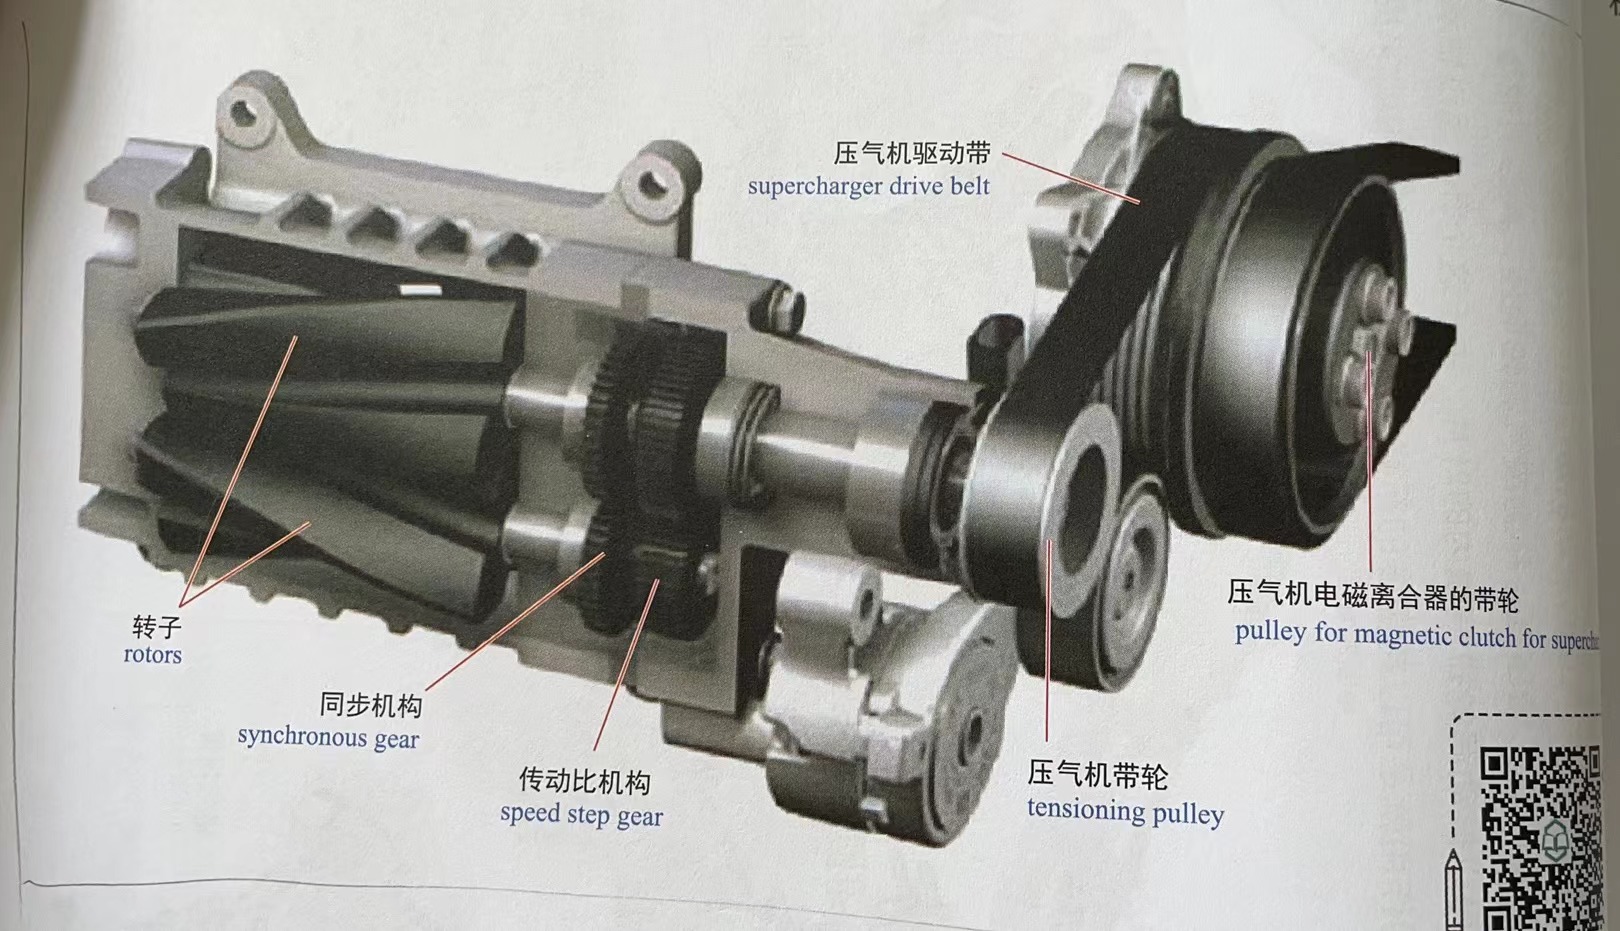 压气机驱动带
supercharger drive belt
压气机电磁离合器的带轮
pulley for magnetic clutch for
转子
rotors
同步机构
synchronous gear
传动比机构
speed step gear
压气机带轮
tensioning pulley